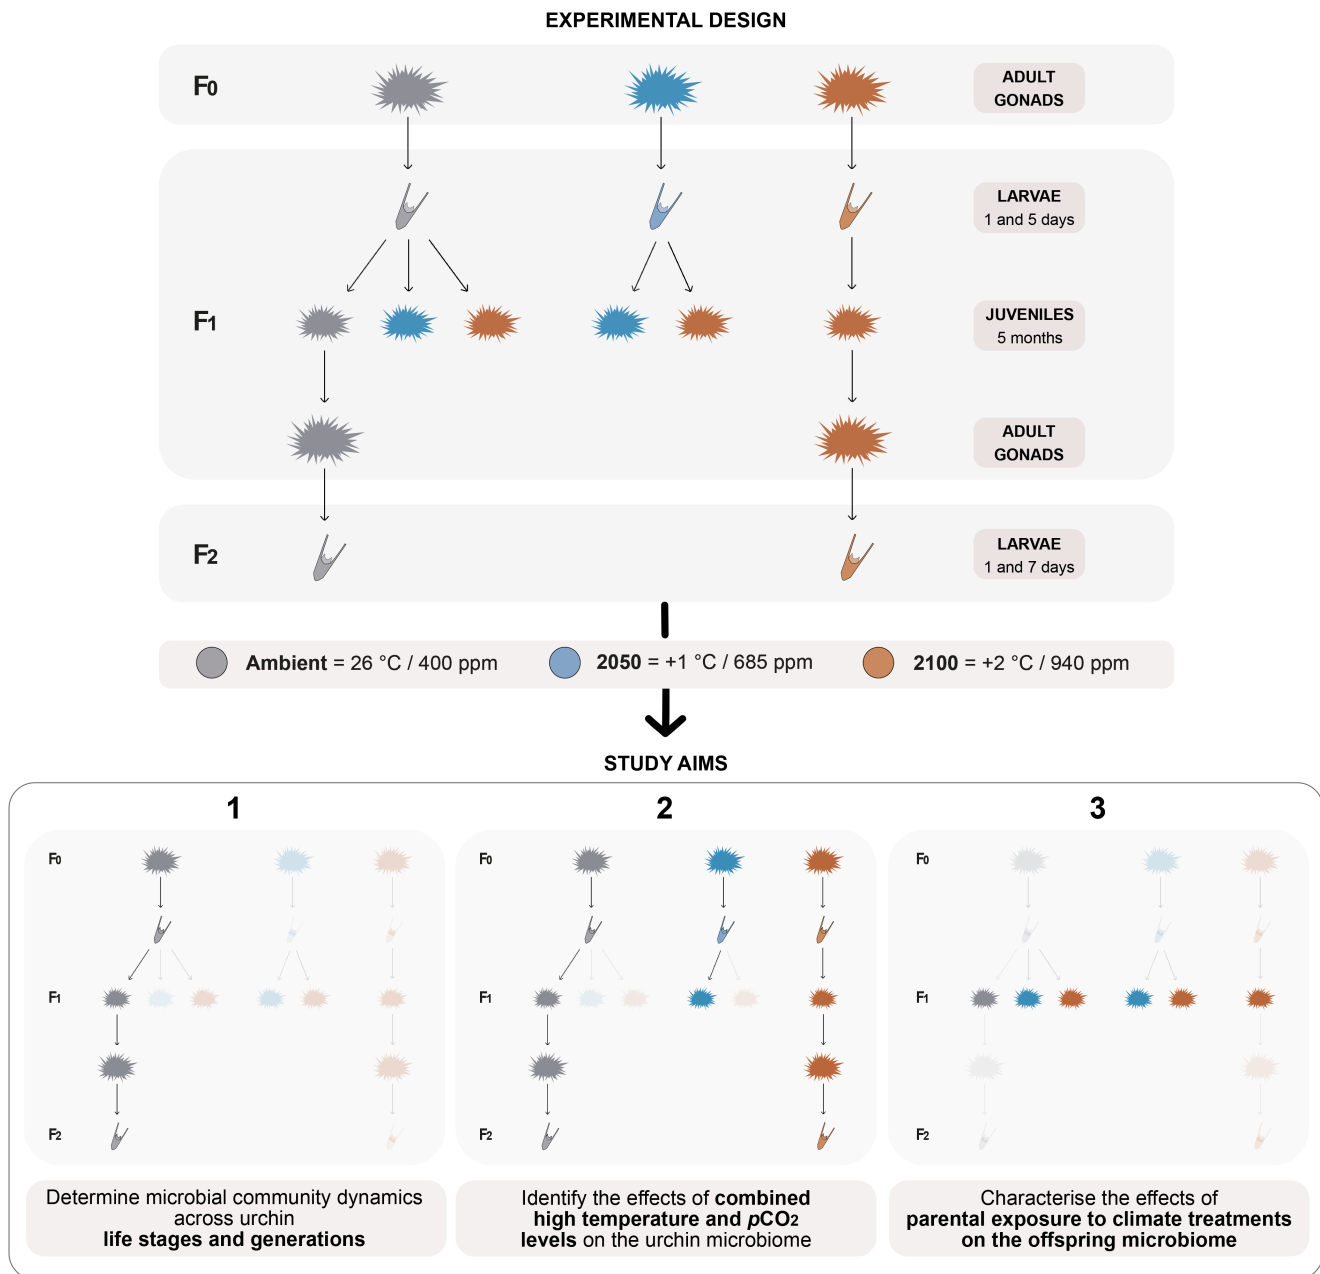 EXPERIMENTAL DESIGN
F0
ADULT
GONADS
LARVAE
1 and 5 days
F1
JUVENILES
5 months
ADULT
GONADS
F2
LARVAE
1 and 7 days
Ambient = 26 °C / 400 ppm
2050 = +1 °C / 685 ppm
2100 = +2 °C / 940 ppm
STUDY AIMS
1
F0
F1
F2
Determine microbial community dynamics
across urchin
life stages and generations
2
F0
F1
F2
Identify the effects of combined
high temperature and pCO2
levels on the urchin microbiome
3
F0
F1
F2
Characterise the effects of
parental exposure to climate treatments
on the offspring microbiome